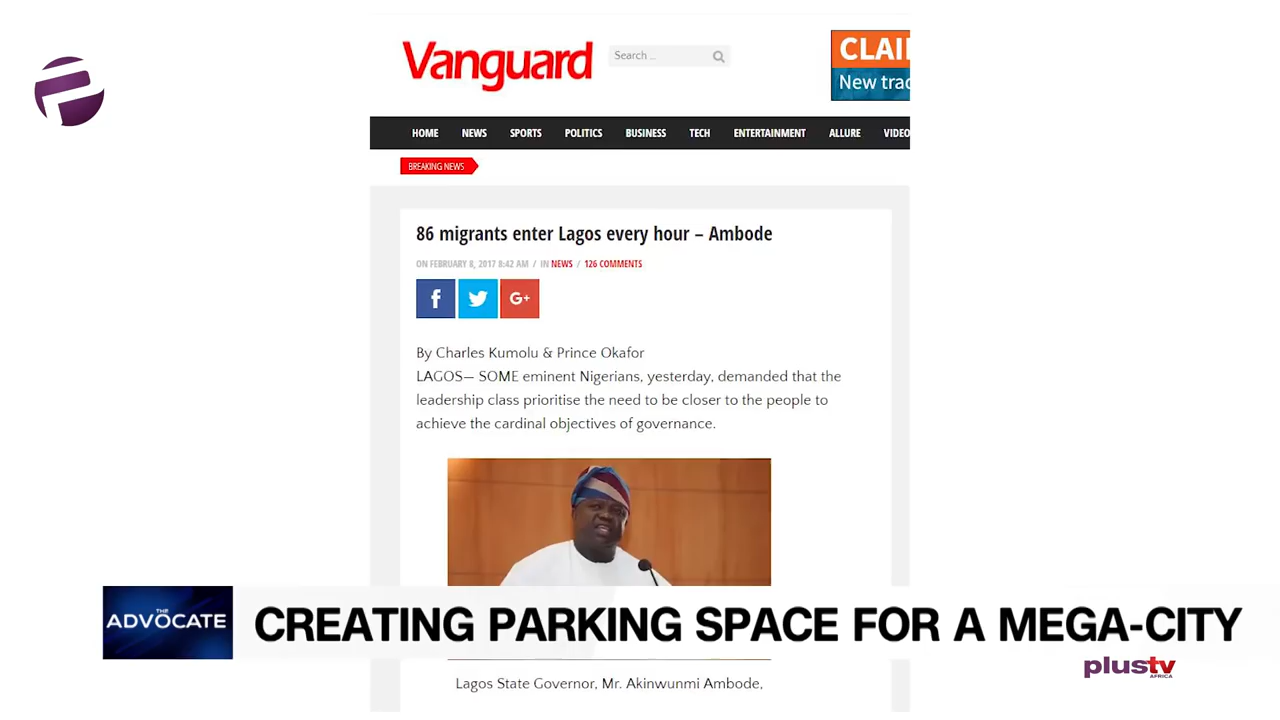 Vanguard
Search ...
CLAI
New trac
HOME NEWS SPORTS POLITICS BUSINESS TECH ENTERTAINMENT ALLURE VIDEO
BREAKING NEWS
86 migrants enter Lagos every hour – Ambode
ON FEBRUARY 8, 2017 8:42 AM / IN NEWS / 126 COMMENTS
f G+
By Charles Kumolu & Prince Okafor
LAGOS— SOME eminent Nigerians, yesterday, demanded that the
leadership class prioritise the need to be closer to the people to
achieve the cardinal objectives of governance.
THE
ADVOCATE
CREATING PARKING SPACE FOR A MEGA-CITY
plustv
AFRICA
Lagos State Governor, Mr. Akinwunmi Ambode,